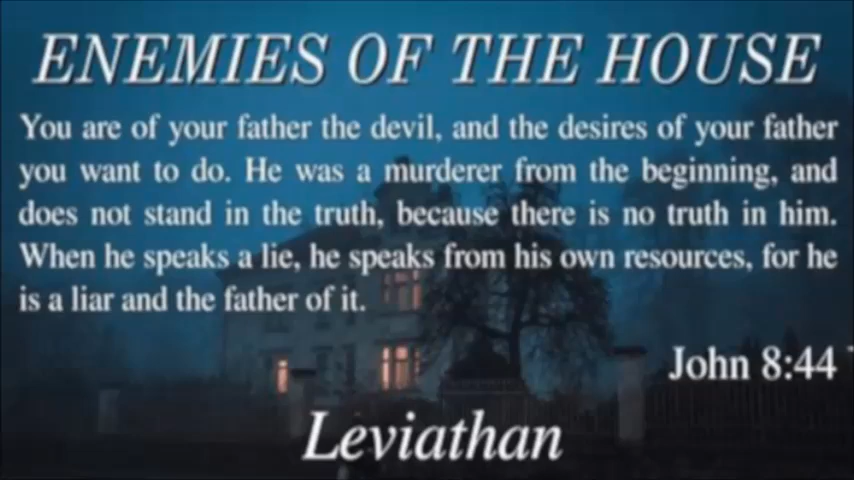 ENEMIES OF THE HOUSE
You are of your father the devil, and the desires of your father
you want to do. He was a murderer from the beginning, and
does not stand in the truth, because there is no truth in him.
When he speaks a lie, he speaks from his own resources, for he
is a liar and the father of it.
John 8:44
Leviathan